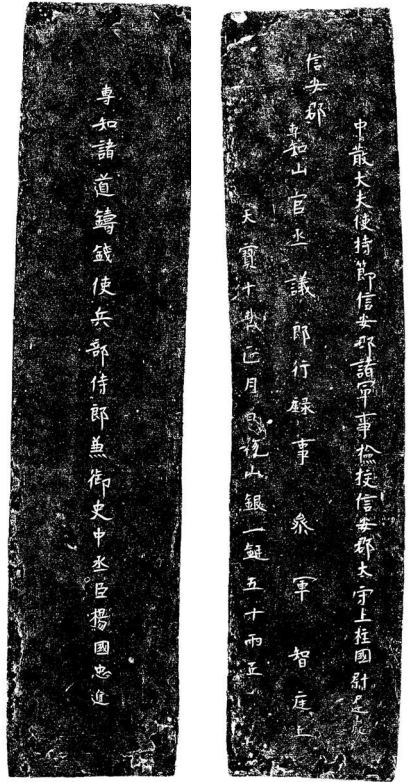 中散大夫使持節信安郡諸軍事檢挍信安郡太守上柱國尉遲
信安郡
專知山官丞議郎行録事參軍智庭上
天寶十載正月日稅山銀一鋌五十兩正
專知諸道鑄錢使兵部侍郎兼御史中丞臣楊國忠進